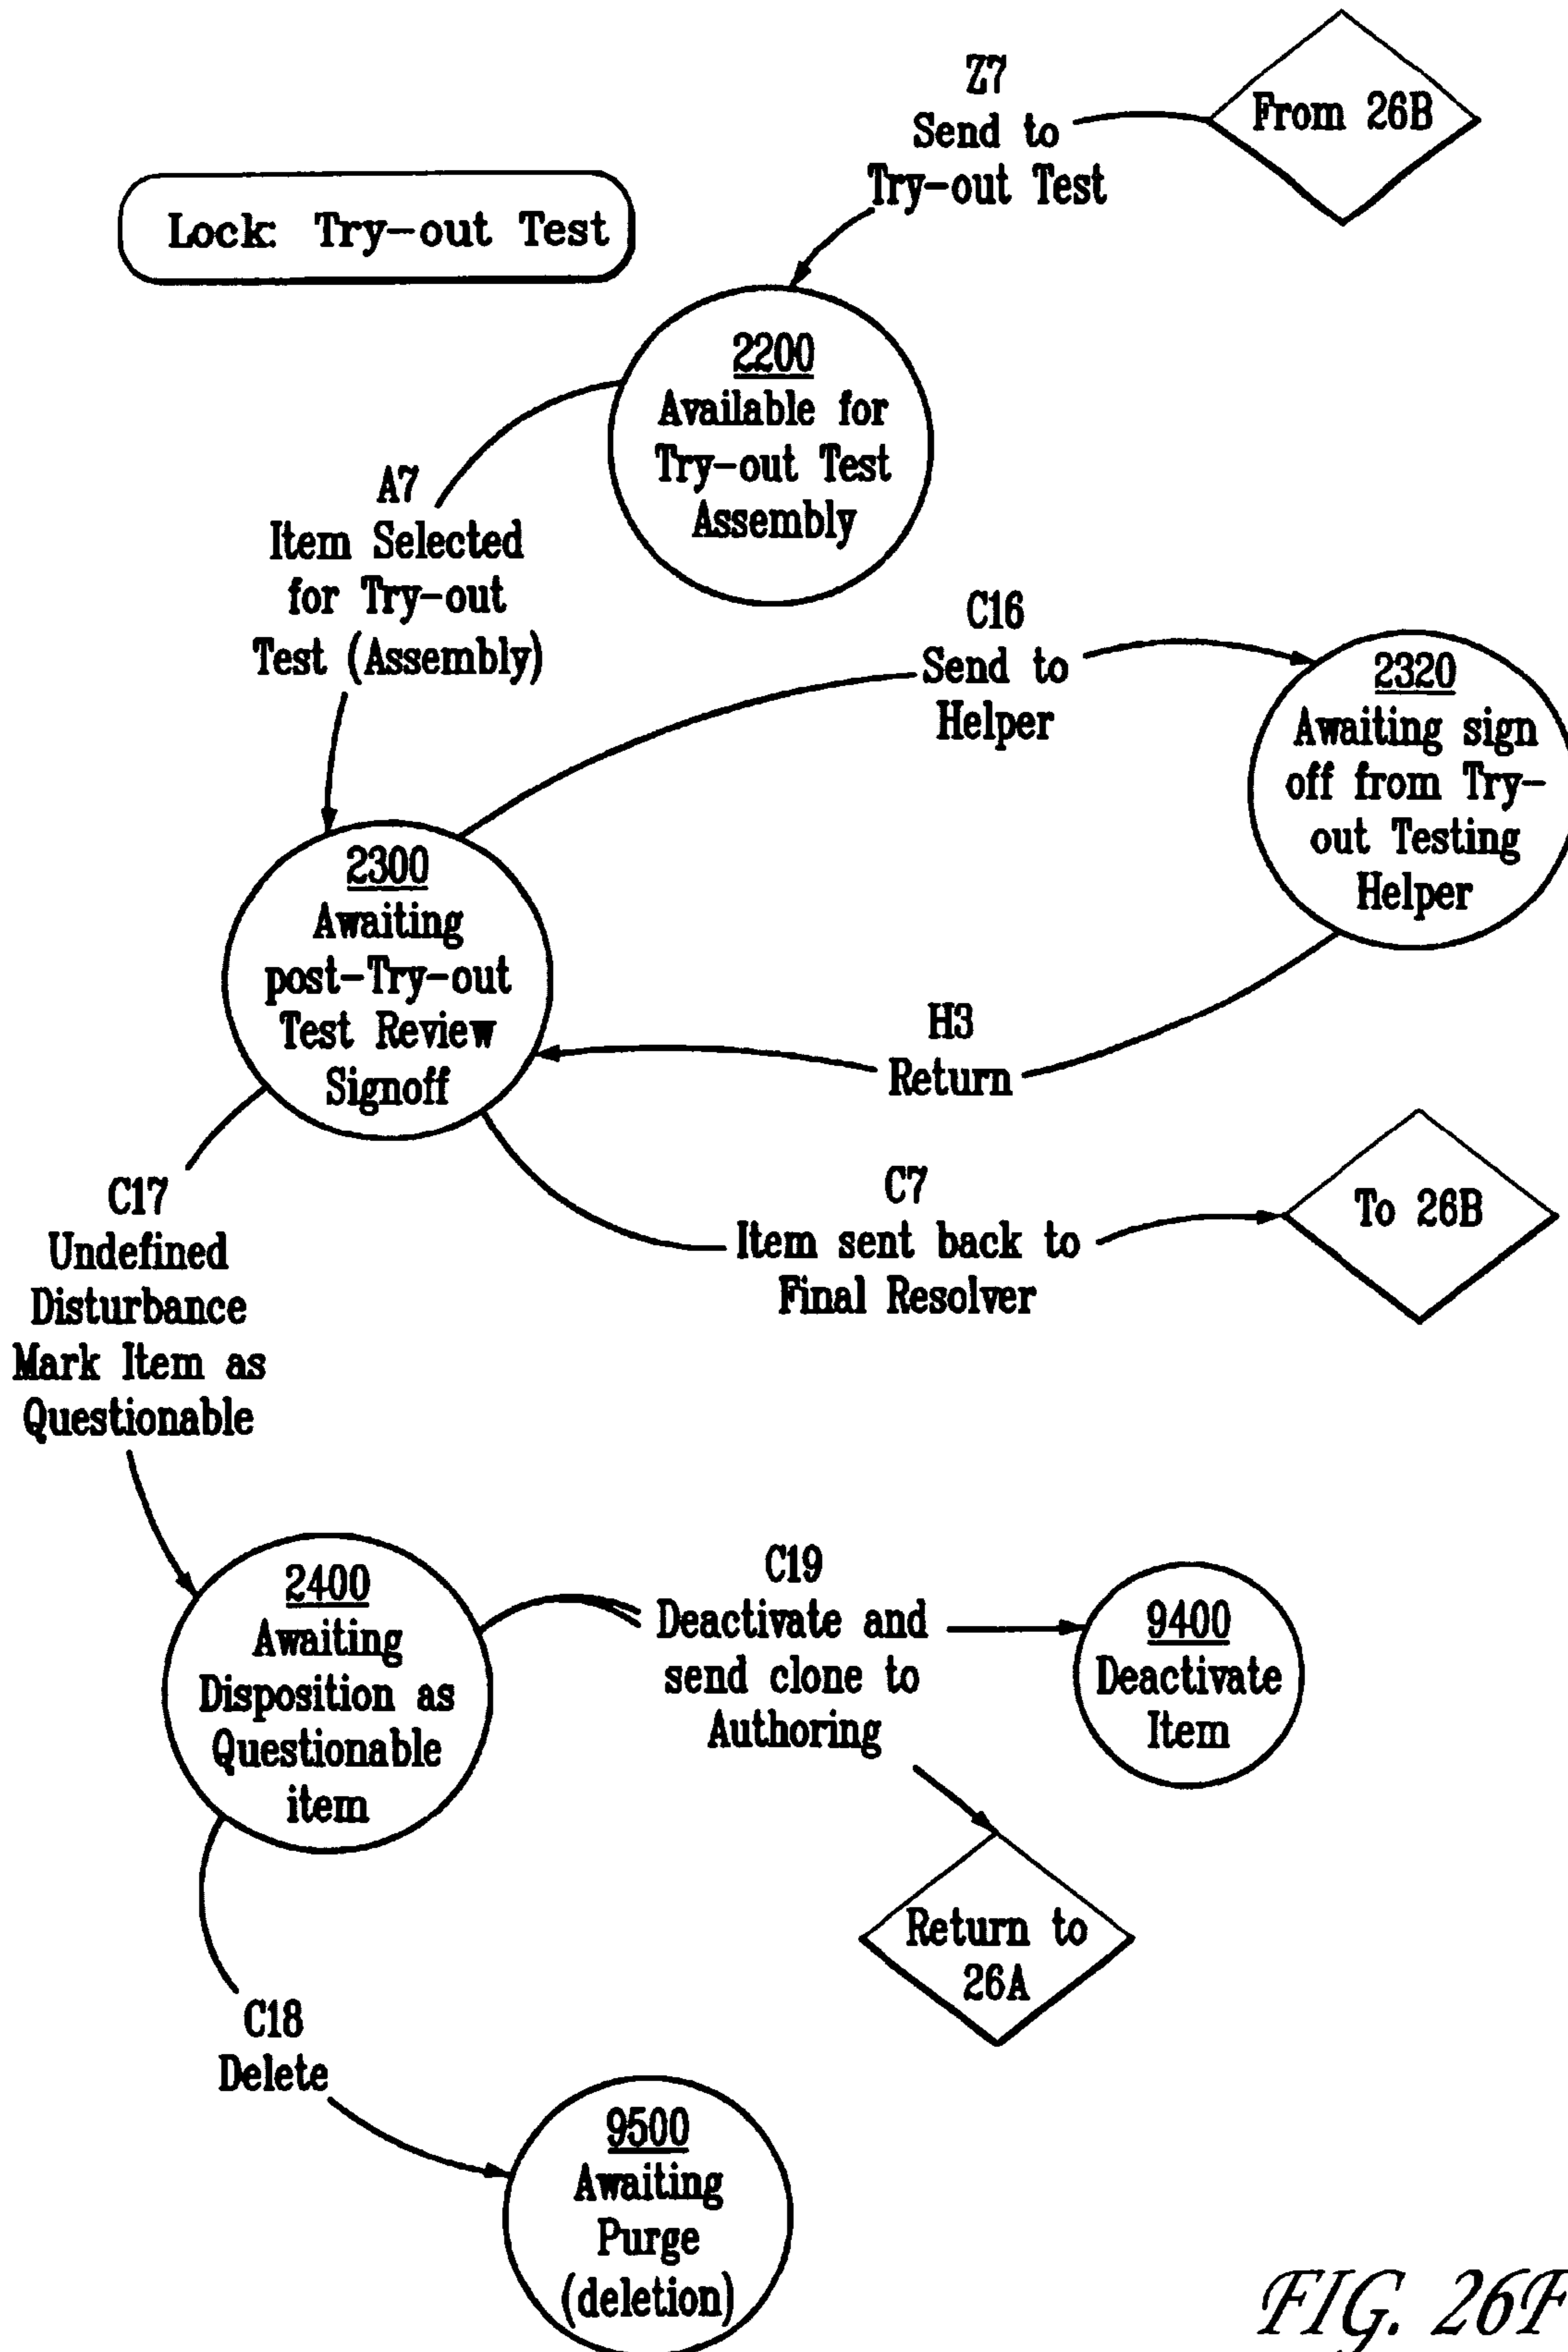 Z7
Send to
Try-out Test
From 26B
Lock: Try-out Test
2200
Available for
Try-out Test
Assembly
A7
Item Selected
for Try-out
Test (Assembly)
C16
Send to
Helper
2320
Awaiting sign
off from Try-
out Testing
Helper
2300
Awaiting
post-Try-out
Test Review
Signoff
H3
Return
C17
Undefined
Disturbance
Mark Item as
Questionable
C7
Item sent back to
Final Resolver
To 26B
2400
Awaiting
Disposition as
Questionable
item
C19
Deactivate and
send clone to
Authoring
9400
Deactivate
Item
Return to
26A
C18
Delete
9500
Awaiting
Purge
(deletion)
FIG. 26F